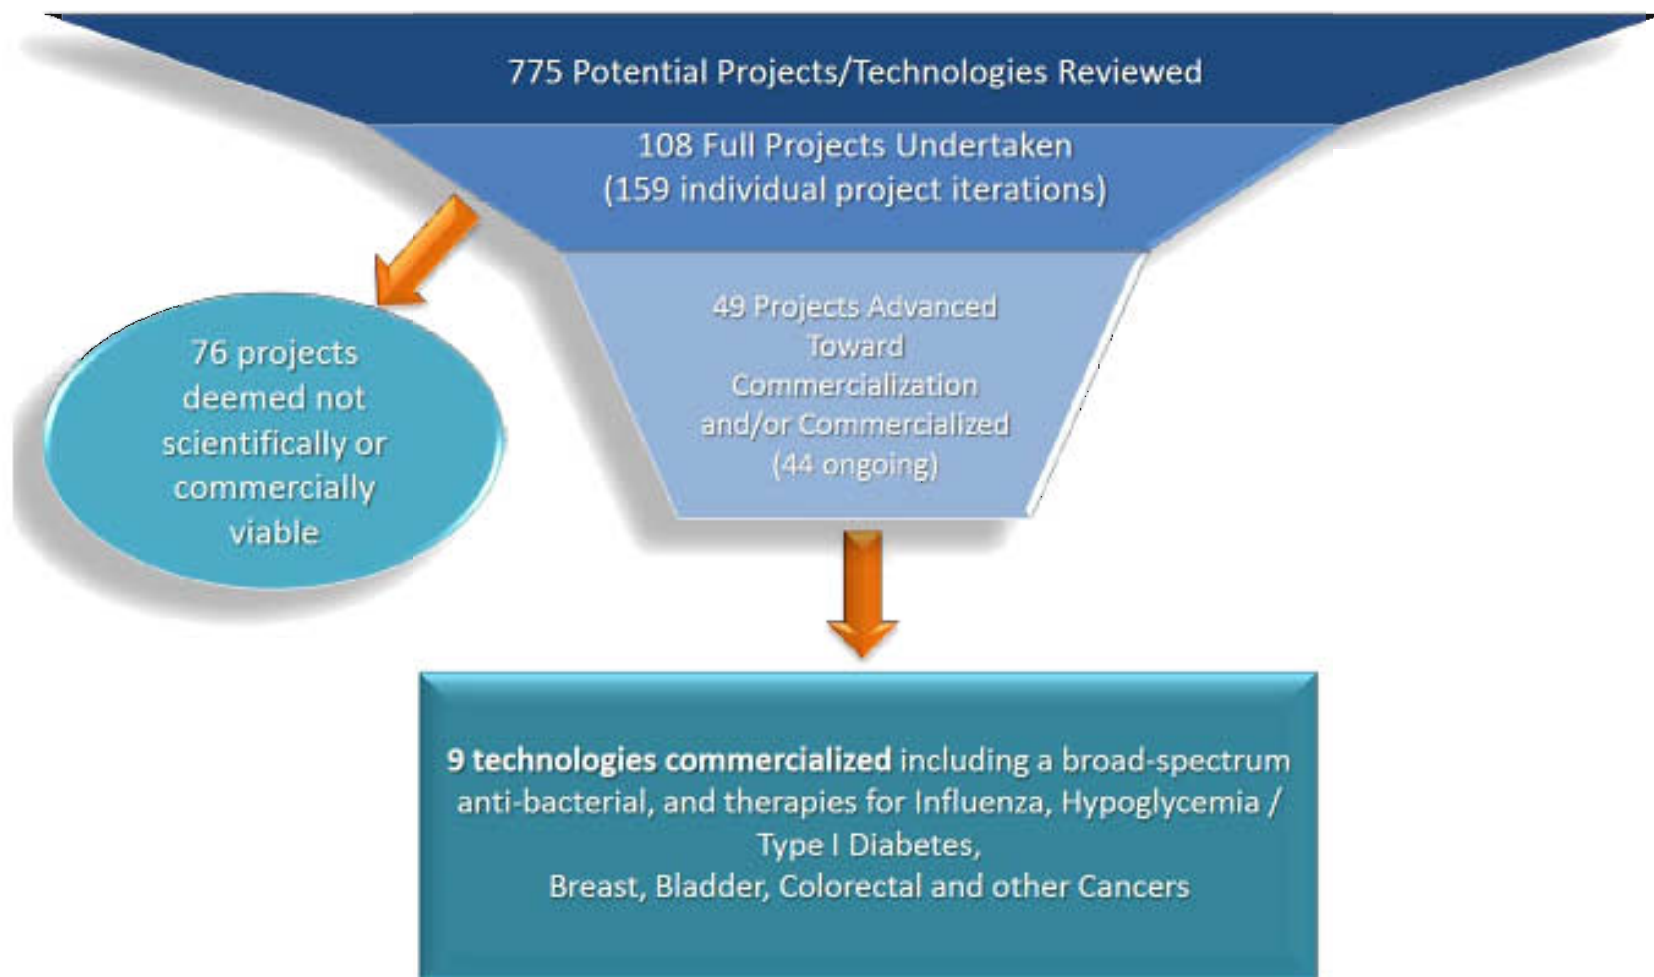 775 Potential Projects/Technologies Reviewed
108 Full Projects Undertaken
(159 individual project iterations)
49 Projects Advanced
Toward
Commercialization
and/or Commercialized
(44 ongoing)
76 projects
deemed not
scientifically or
commercially
viable
9 technologies commercialized including a broad-spectrum
anti-bacterial, and therapies for Influenza, Hypoglycemia /
Type I Diabetes,
Breast, Bladder, Colorectal and other Cancers